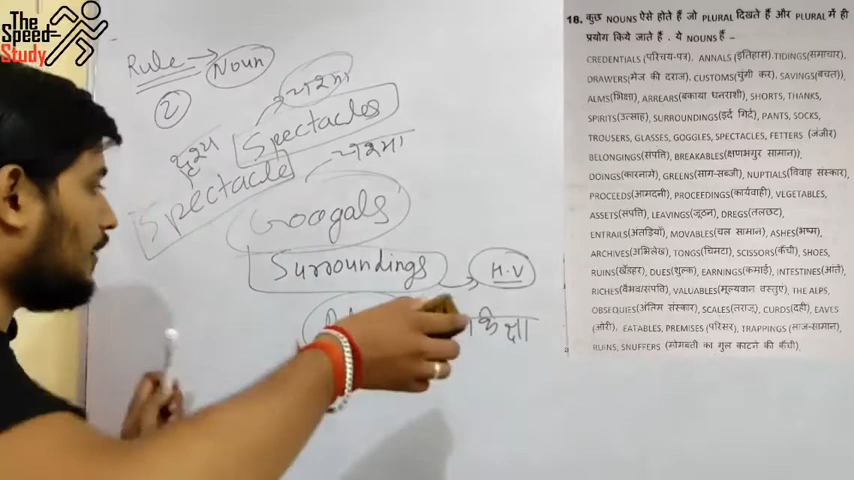 The
Speed-
Study
Rule → Noun
2
चश्मा
Spectacles
दृश्य
चश्मा
Spectacle
Googals
Surroundings → H.V
18. कुछ NOUNS ऐसे होते हैं जो PLURAL दिखते हैं और PLURAL में ही
प्रयोग किये जाते हैं . ये NOUNS हैं –
CREDENTIALS (परिचय-पत्र), ANNALS (इतिहास).TIDINGS(समाचार),
DRAWERS(मेज की दराज), CUSTOMS(चुंगी कर), SAVINGS(बचत)),
ALMS(भिक्षा), ARREARS(बकाया धनराशी), SHORTS, THANKS,
SPIRITS(उत्साह), SURROUNDINGS(इर्द गिर्द), PANTS, SOCKS,
TROUSERS, GLASSES, GOGGLES, SPECTACLES, FETTERS (जंजीर)
BELONGINGS(संपत्ति), BREAKABLES(क्षणभंगुर सामान)),
DOINGS(कारनामे), GREENS(साग-सब्जी), NUPTIALS(विवाह संस्कार),
PROCEEDS(आमदनी), PROCEEDINGS(कार्यवाही), VEGETABLES,
ASSETS(संपत्ति), LEAVINGS(जूठन), DREGS(तलछट),
ENTRAILS(अंतड़ियाँ), MOVABLES(चल सामान), ASHES(भष्म),
ARCHIVES(अभिलेख), TONGS(चिमटा), SCISSORS(कैंची), SHOES,
RUINS(खँडहर), DUES(शुल्क), EARNINGS(कमाई), INTESTINES(आंते),
RICHES(वैभव/संपत्ति), VALUABLES(मूल्यवान वस्तुएं), THE ALPS,
OBSEQUIES(अंतिम संस्कार), SCALES(तराजू), CURDS(दही), EAVES
(ओरी), EATABLES, PREMISES (परिसर), TRAPPINGS (साज-सामान),
RUINS, SNUFFERS (मोमबत्ती का गुल काटने की कैंची),